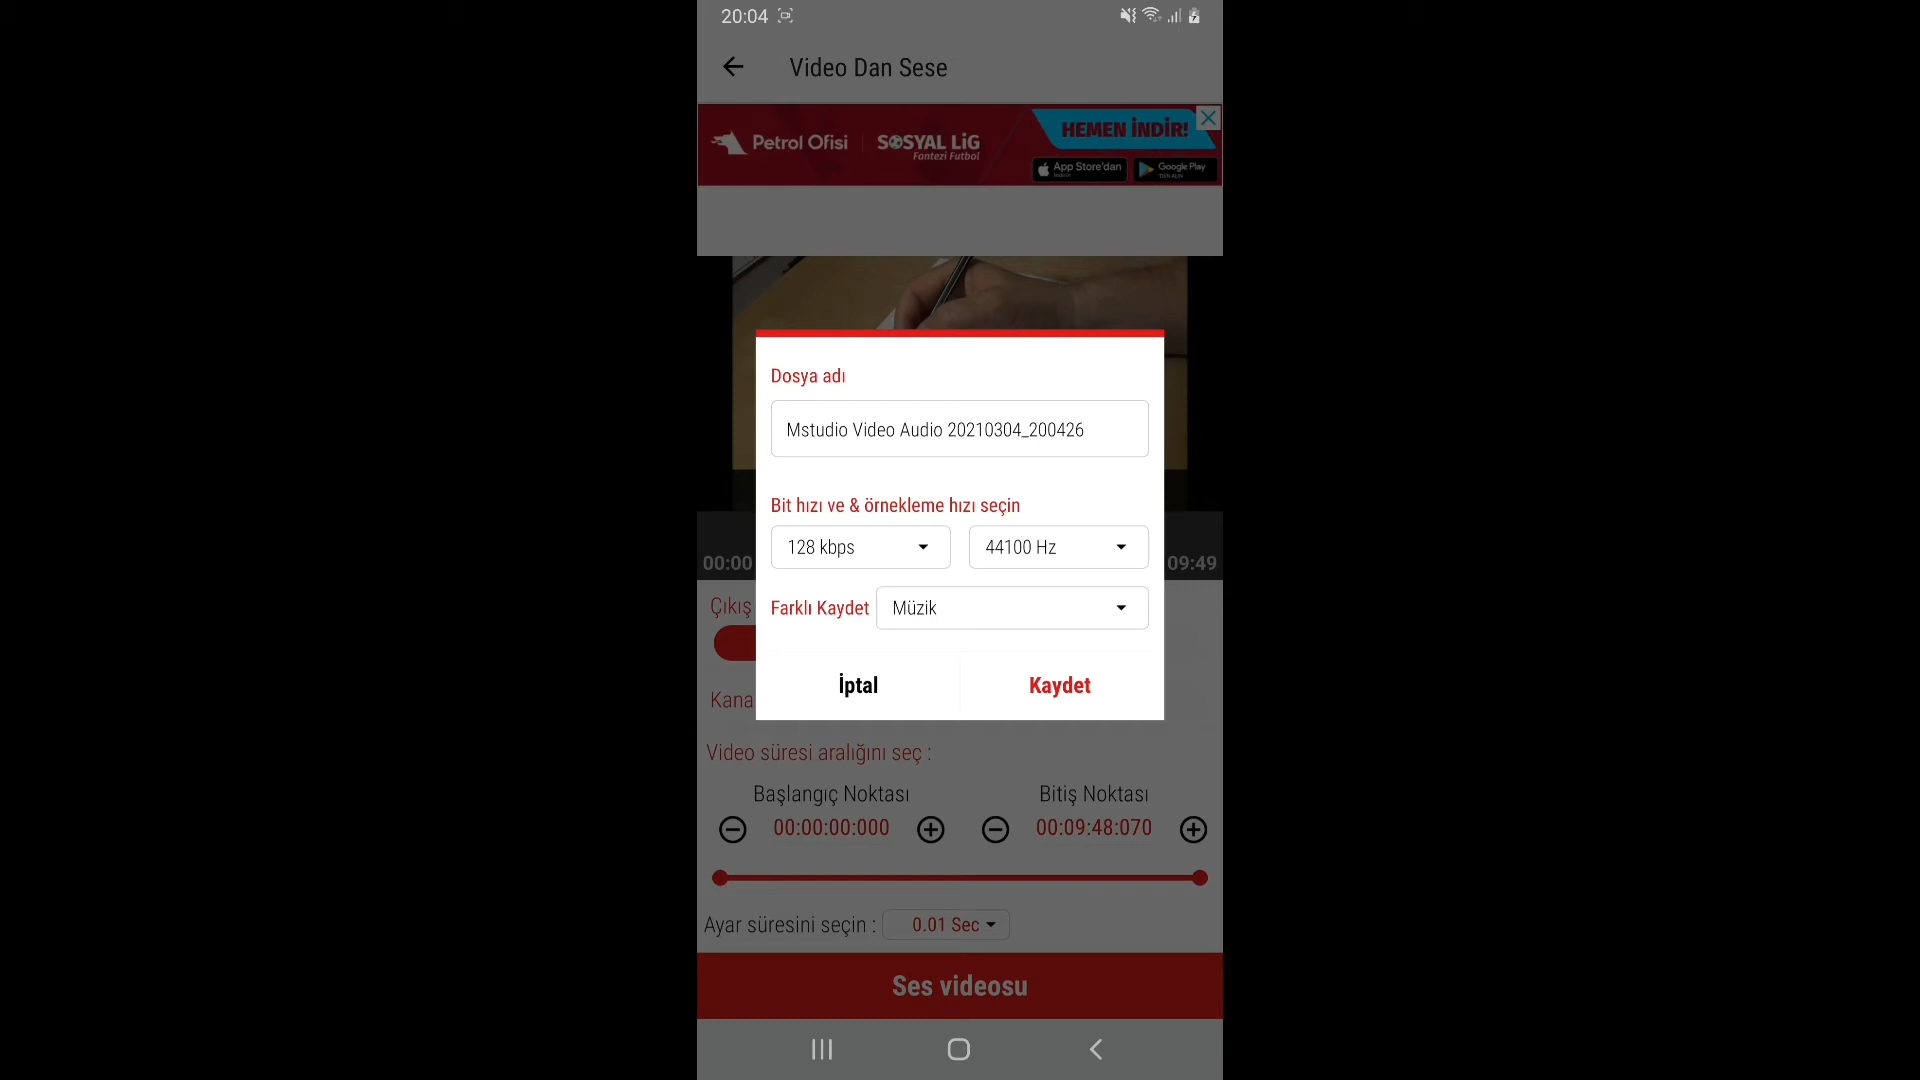 20:04
Video Dan Sese
Petrol Ofisi
SOSYAL LiG
Fantezi Futbol
HEMEN İNDİR!
App Store'dan
Google Play
Dosya adı
Mstudio Video Audio 20210304_200426
Bit hızı ve & örnekleme hızı seçin
128 kbps
44100 Hz
00:00
09:49
Çıkış
Farklı Kaydet
Müzik
İptal
Kaydet
Kana
Video süresi aralığını seç :
Başlangıç Noktası
Bitiş Noktası
00:00:00:000
00:09:48:070
Ayar süresini seçin :
0.01 Sec
Ses videosu